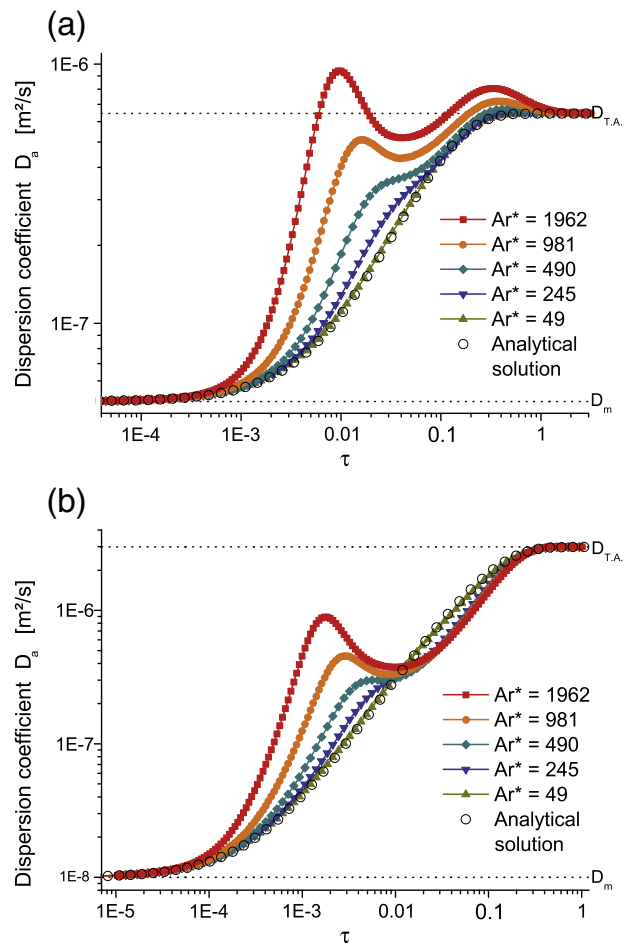 (a)
Dispersion coefficient Dₐ [m²/s]
1E-6
1E-7
D_T.A.
D_m
Ar* = 1962
Ar* = 981
Ar* = 490
Ar* = 245
Ar* = 49
Analytical
solution
1E-4 1E-3 0.01 0.1 1
τ
(b)
Dispersion coefficient Dₐ [m²/s]
1E-6
1E-7
1E-8
D_T.A.
D_m
Ar* = 1962
Ar* = 981
Ar* = 490
Ar* = 245
Ar* = 49
Analytical
solution
1E-5 1E-4 1E-3 0.01 0.1 1
τ